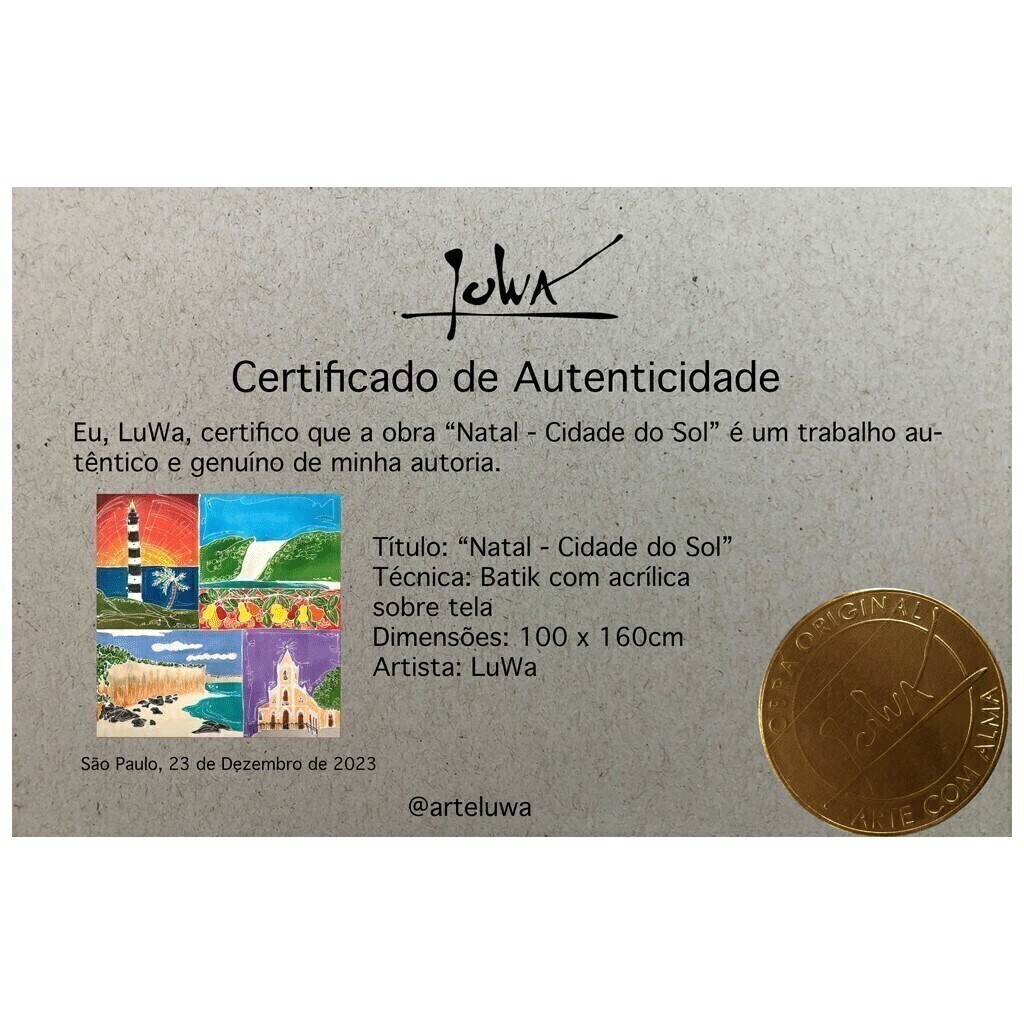 LuWA
Certificado de Autenticidade
Eu, LuWa, certifico que a obra “Natal - Cidade do Sol” é um trabalho au-
têntico e genuíno de minha autoria.
Título: “Natal - Cidade do Sol”
Técnica: Batik com acrílica
sobre tela
Dimensões: 100 x 160cm
Artista: LuWa
OBRA ORIGINAL
LuWA
ARTE COM ALMA
São Paulo, 23 de Dezembro de 2023
@arteluwa